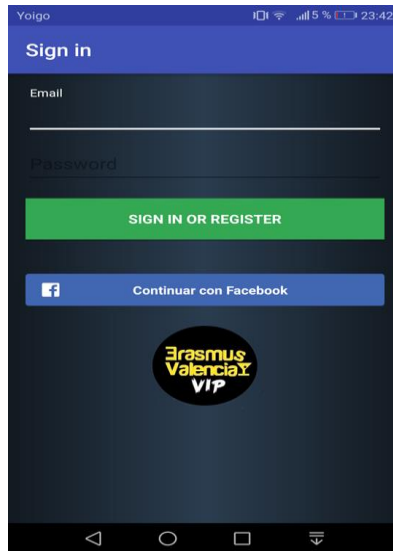 Yoigo 5 % 23:42
Sign in
Email
Password
SIGN IN OR REGISTER
Continuar con Facebook
Erasmus
Valencia
VIP